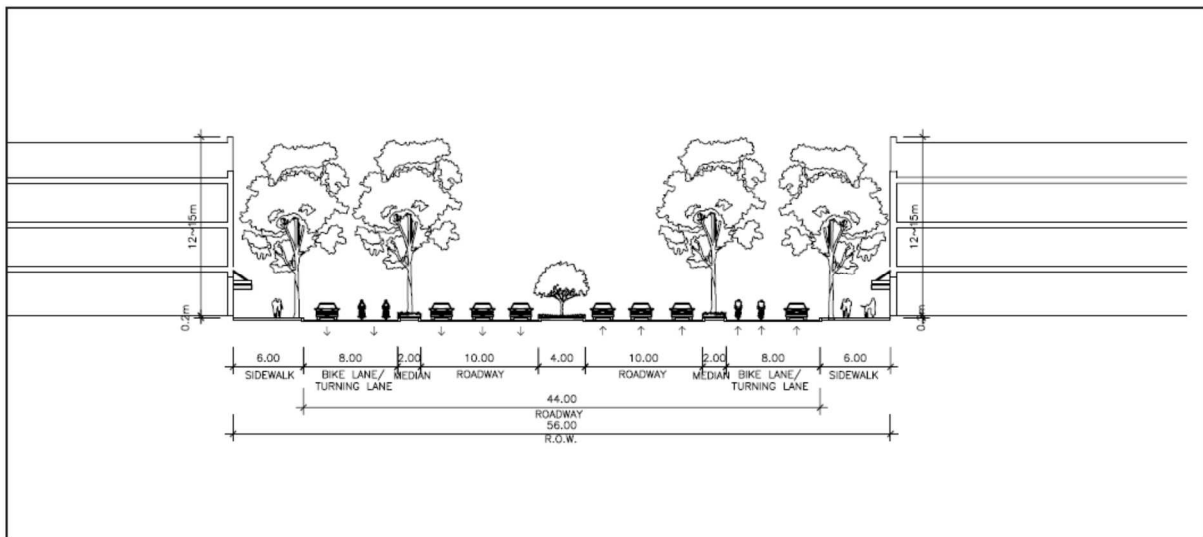 12~15m
12~15m
0.2m
0.2m
6.00 8.00 2.00 10.00 4.00 10.00 2.00 8.00 6.00
SIDEWALK BIKE LANE/ MEDIAN ROADWAY ROADWAY MEDIAN BIKE LANE/ SIDEWALK
TURNING LANE TURNING LANE
44.00
ROADWAY
56.00
R.O.W.